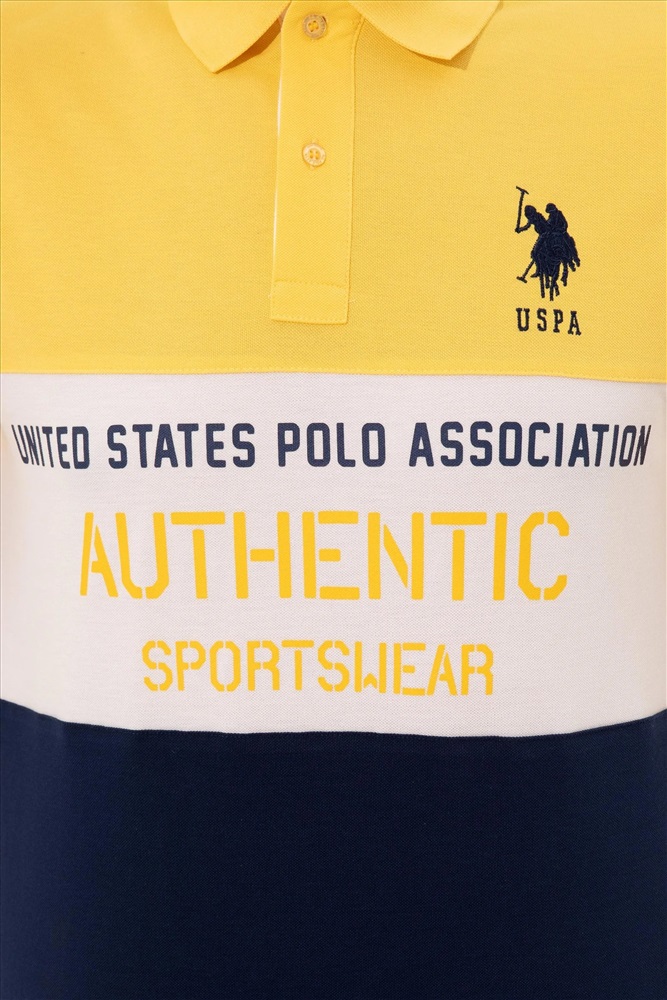 USPA
UNITED STATES POLO ASSOCIATION
AUTHENTIC
SPORTSWEAR